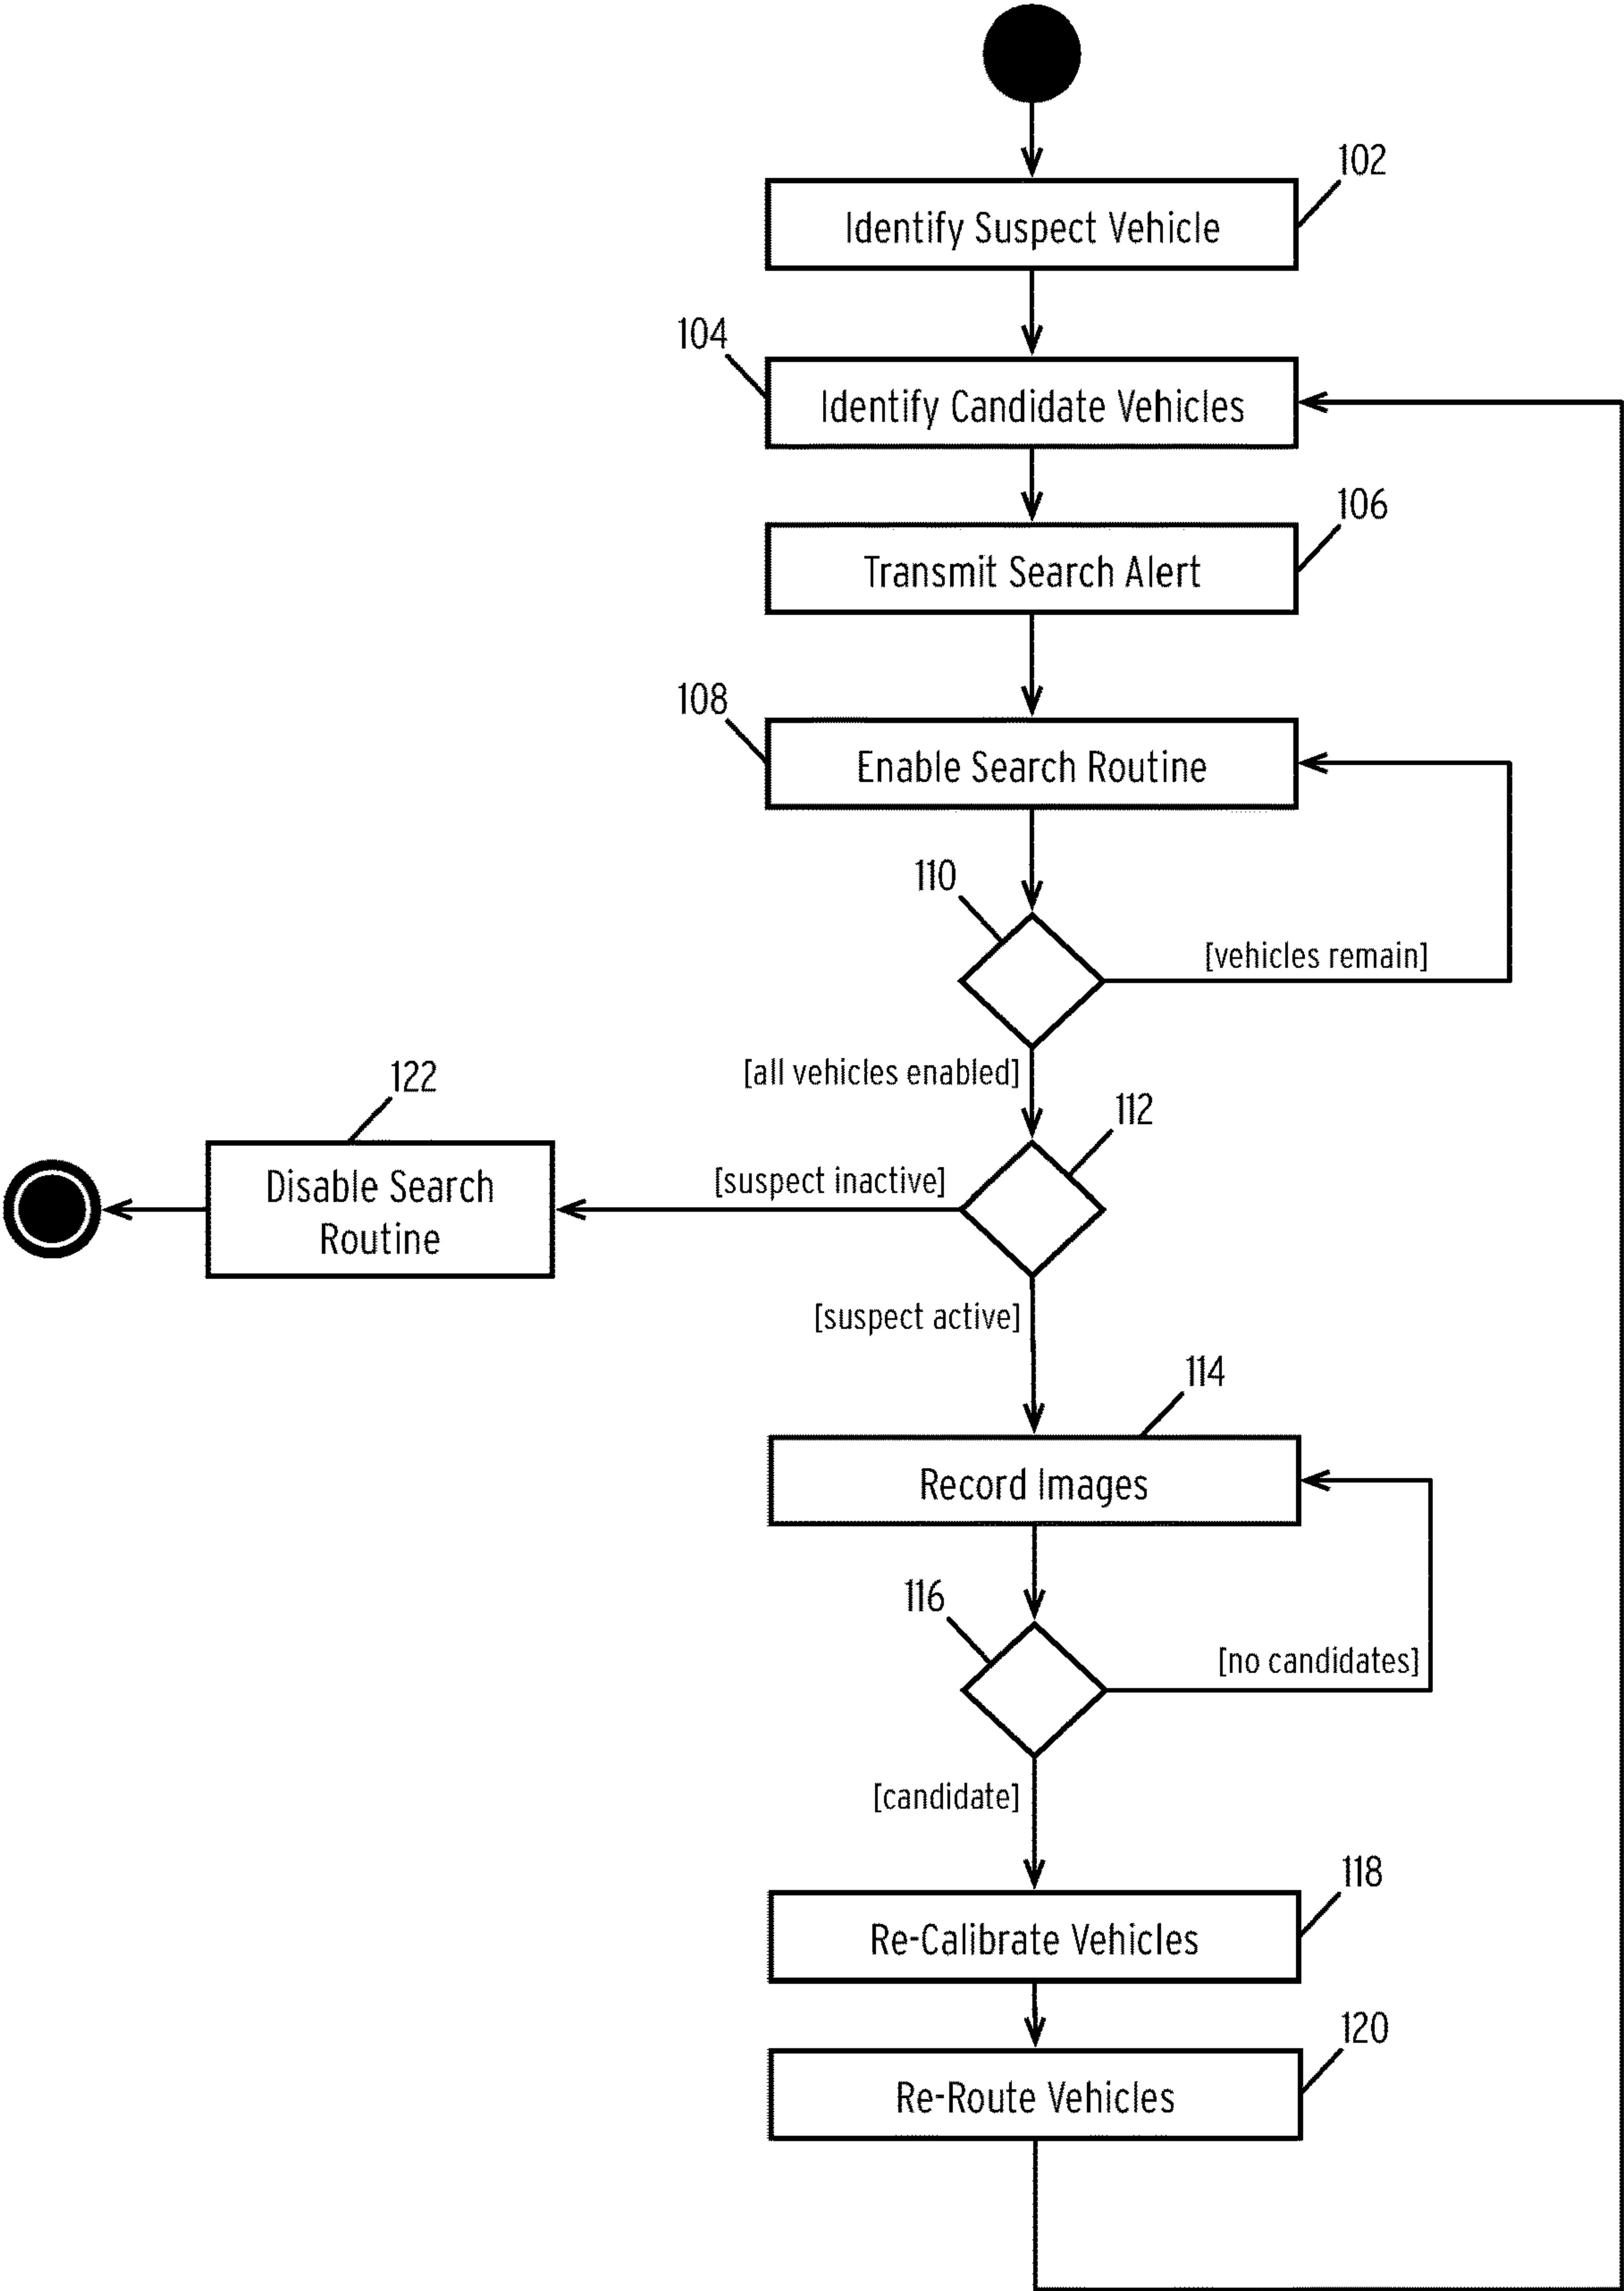 102
Identify Suspect Vehicle
104
Identify Candidate Vehicles
106
Transmit Search Alert
108
Enable Search Routine
110
[vehicles remain]
[all vehicles enabled]
122
112
Disable Search
Routine
[suspect inactive]
[suspect active]
114
Record Images
116
[no candidates]
[candidate]
118
Re-Calibrate Vehicles
120
Re-Route Vehicles